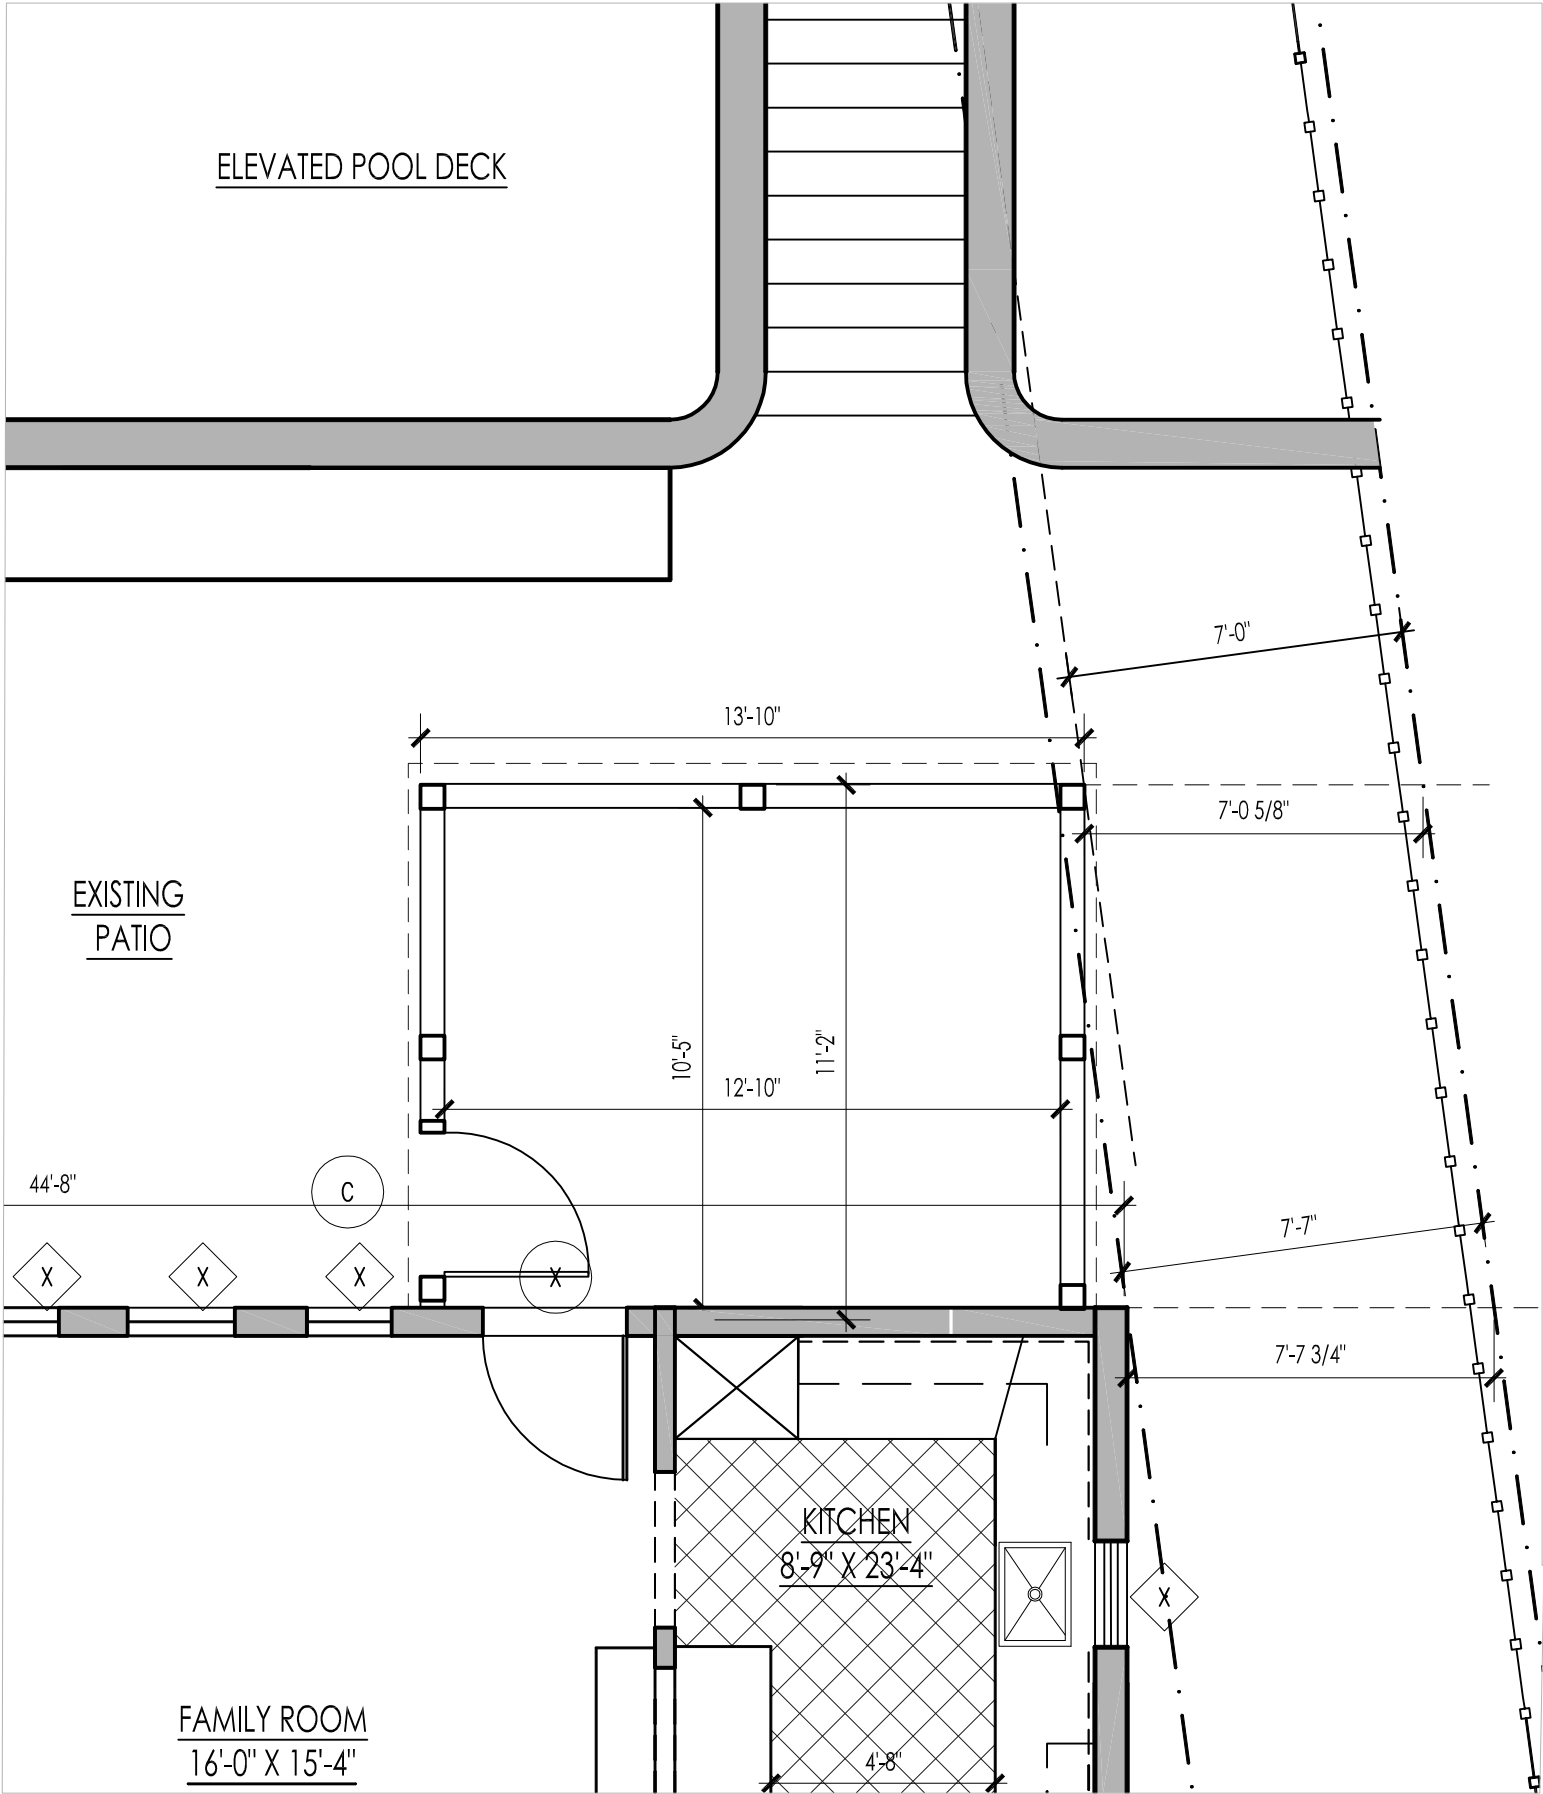 ELEVATED POOL DECK
7'-0"
13'-10"
7'-0 5/8"
EXISTING
PATIO
10'-5"
11'-2"
12'-10"
44'-8"
C
7'-7"
X
X
X
X
7'-7 3/4"
KITCHEN
8'-9" X 23'-4"
X
FAMILY ROOM
16'-0" X 15'-4"
4'-8"